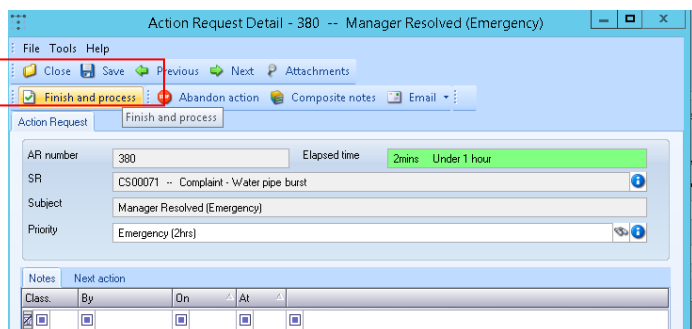 Action Request Detail - 380 -- Manager Resolved (Emergency)
File Tools Help
Close Save Previous Next Attachments
Finish and process Abandon action Composite notes Email
Action Request
Finish and process
AR number 380 Elapsed time 2mins Under 1 hour
SR CS00071 -- Complaint - Water pipe burst
Subject Manager Resolved (Emergency)
Priority Emergency (2hrs)
Notes Next action
Class. By On At